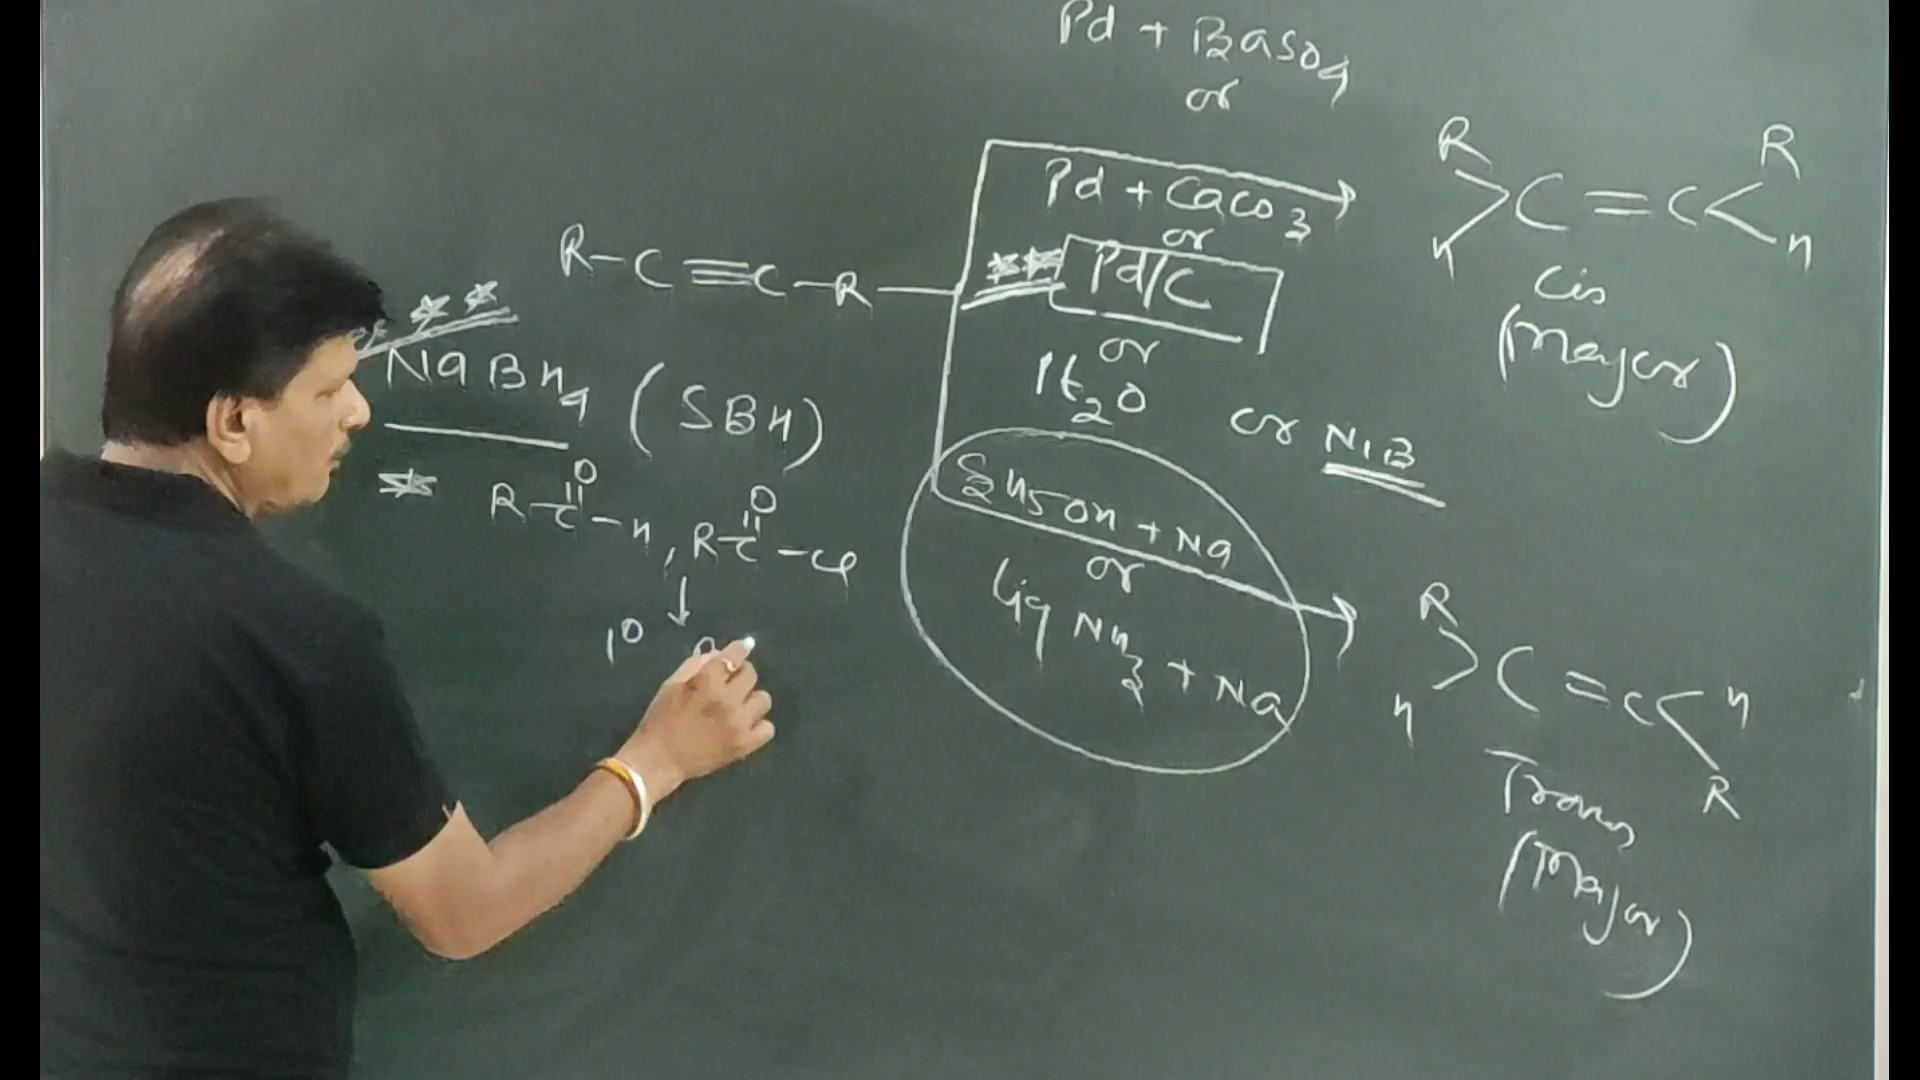 Pd + BaSO4
or
Pd + CaCO3
or
** Pd/C
or
Pt2O
or NiB
R-C≡C-R
R R
>C=C<
H H
Cis
(Major)
**
NaBH4 (SBH)
* R-C-H, R-C-Cl
O O
↓
1°
C2H5OH + Na
or
liq NH3 + Na
R H
>C=C<
H R
Trans
(Major)